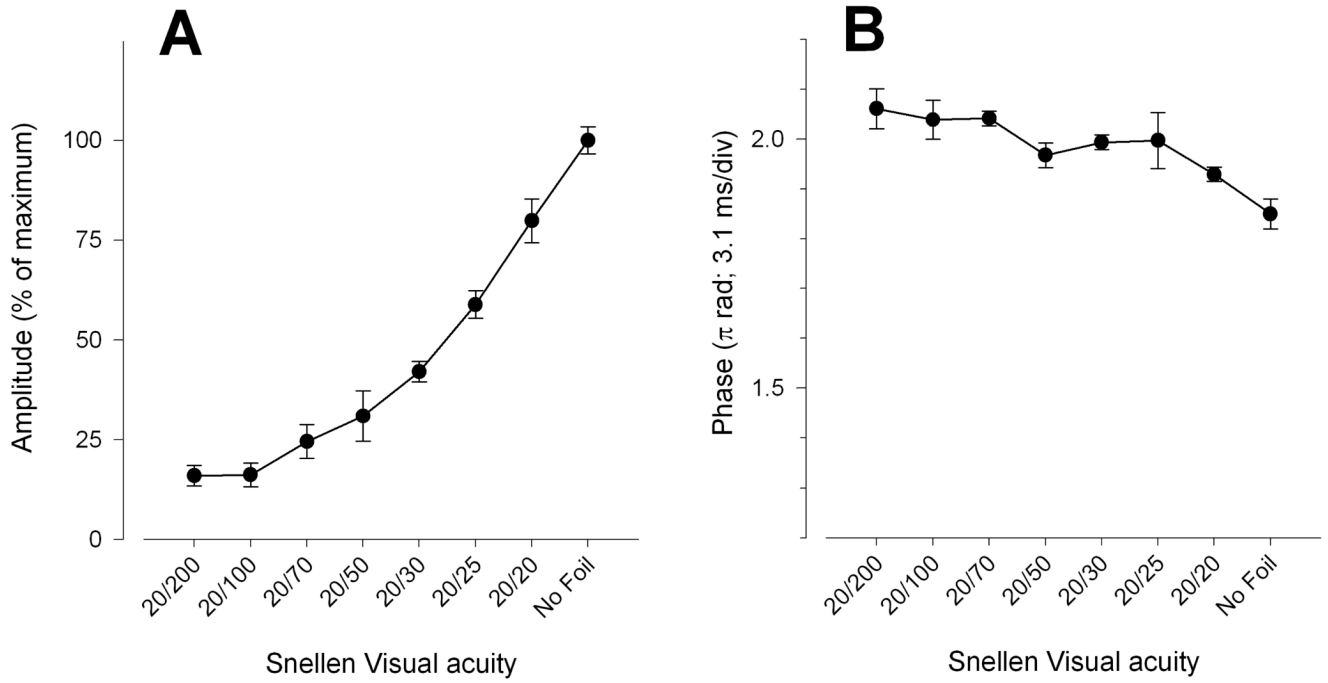 A
Amplitude (% of maximum)
100
75
50
25
0
20/200
20/100
20/70
20/50
20/30
20/25
20/20
No Foil
Snellen Visual acuity
B
Phase (π rad; 3.1 ms/div)
2.0
1.5
20/200
20/100
20/70
20/50
20/30
20/25
20/20
No Foil
Snellen Visual acuity